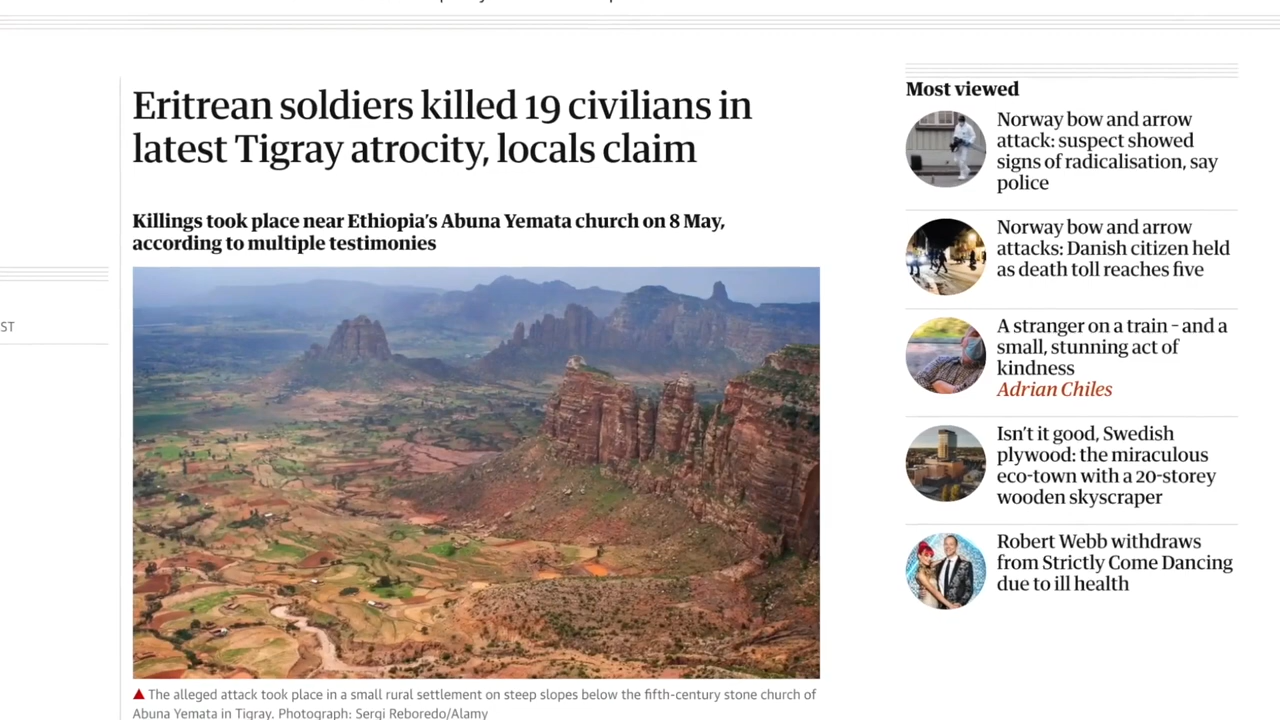 Eritrean soldiers killed 19 civilians in
latest Tigray atrocity, locals claim
Killings took place near Ethiopia's Abuna Yemata church on 8 May,
according to multiple testimonies
ST
▲ The alleged attack took place in a small rural settlement on steep slopes below the fifth-century stone church of
Abuna Yemata in Tigray. Photograph: Sergi Reboredo/Alamy
Most viewed
Norway bow and arrow
attack: suspect showed
signs of radicalisation, say
police
Norway bow and arrow
attacks: Danish citizen held
as death toll reaches five
A stranger on a train – and a
small, stunning act of
kindness
Adrian Chiles
Isn't it good, Swedish
plywood: the miraculous
eco-town with a 20-storey
wooden skyscraper
Robert Webb withdraws
from Strictly Come Dancing
due to ill health